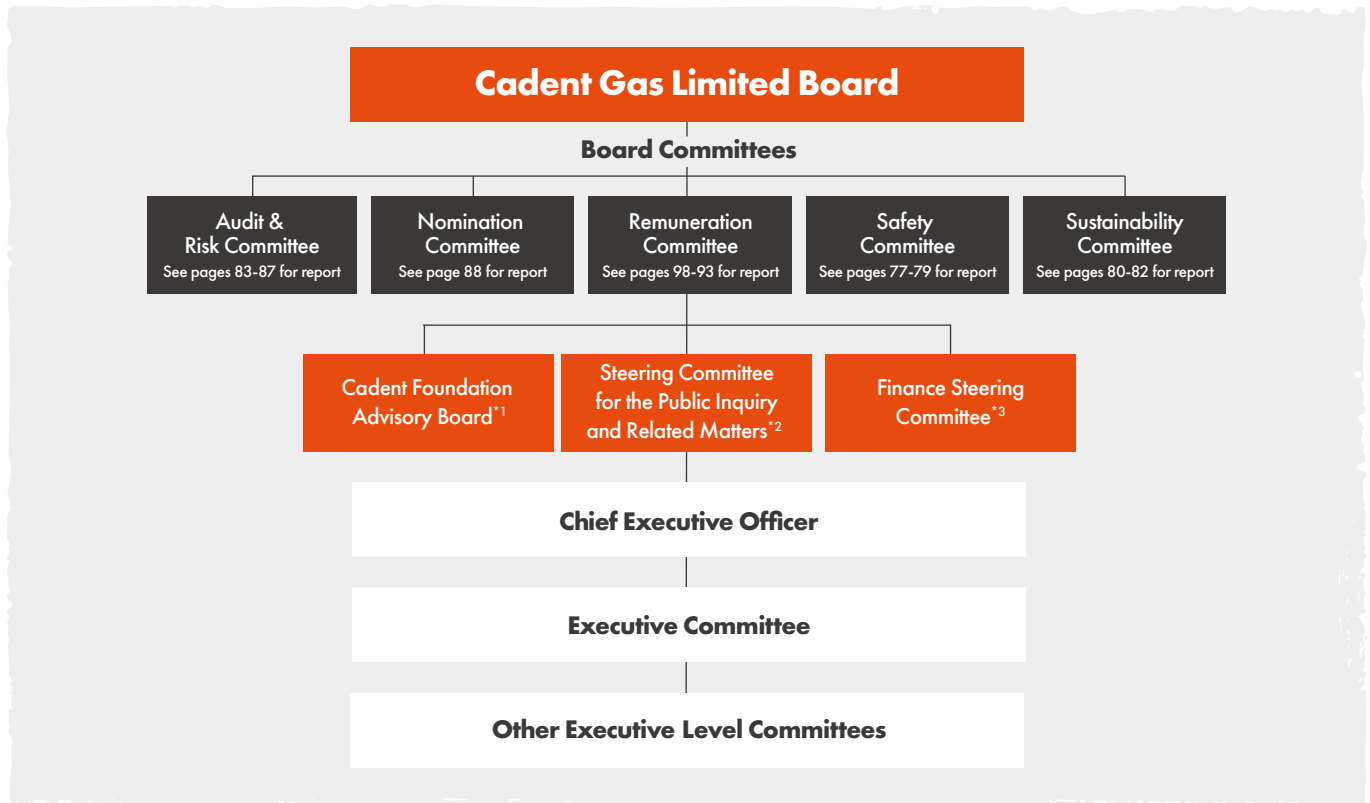 Cadent Gas Limited Board
Board Committees
Audit &
Risk Committee
See pages 83-87 for report
Nomination
Committee
See page 88 for report
Remuneration
Committee
See pages 98-93 for report
Safety
Committee
See pages 77-79 for report
Sustainability
Committee
See pages 80-82 for report
Cadent Foundation
Advisory Board*1
Steering Committee
for the Public Inquiry
and Related Matters*2
Finance Steering
Committee*3
Chief Executive Officer
Executive Committee
Other Executive Level Committees